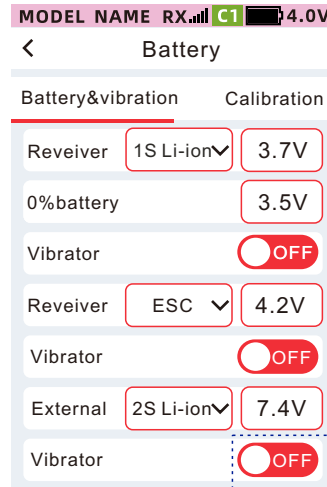 MODEL NAME RX C1 4.0V
Battery
Battery&vibration Calibration
Reveiver 1S Li-ion 3.7V
0%battery 3.5V
Vibrator OFF
Reveiver ESC 4.2V
Vibrator OFF
External 2S Li-ion 7.4V
Vibrator OFF